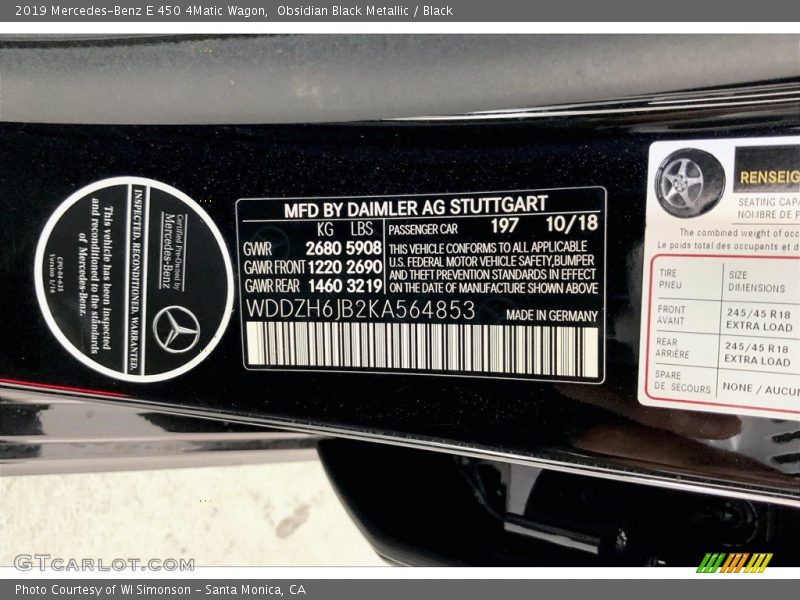 2019 Mercedes-Benz E 450 4Matic Wagon,  Obsidian Black Metallic / Black
Certified Pre-Owned by
Mercedes-Benz
INSPECTED. RECONDITIONED. WARRANTED.
This vehicle has been inspected
and reconditioned to the standards
of Mercedes-Benz.
CPO-04-635
Version 1/16
MFD BY DAIMLER AG STUTTGART
KG LBS
GVWR 2680 5908
GAWR FRONT 1220 2690
GAWR REAR 1460 3219
PASSENGER CAR 197 10/18
THIS VEHICLE CONFORMS TO ALL APPLICABLE
U.S. FEDERAL MOTOR VEHICLE SAFETY,BUMPER
AND THEFT PREVENTION STANDARDS IN EFFECT
ON THE DATE OF MANUFACTURE SHOWN ABOVE
WDDZH6JB2KA564853
MADE IN GERMANY
RENSEIG
SEATING CAPA
NOMBRE DE P
The combined weight of occ
Le poids total des occupants et d
TIRE
PNEU
SIZE
DIMENSIONS
FRONT
AVANT
245/45 R18
EXTRA LOAD
REAR
ARRIÈRE
245/45 R18
EXTRA LOAD
SPARE
DE SECOURS
NONE / AUCUN
GTCarLot.com
Photo Courtesy of WI Simonson - Santa Monica, CA